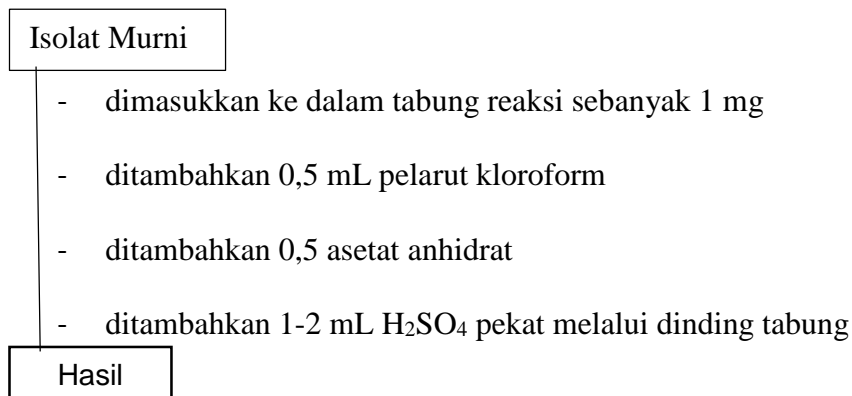 Isolat Murni
- dimasukkan ke dalam tabung reaksi sebanyak 1 mg
- ditambahkan 0,5 mL pelarut kloroform
- ditambahkan 0,5 asetat anhidrat
- ditambahkan 1-2 mL H₂SO₄ pekat melalui dinding tabung
Hasil